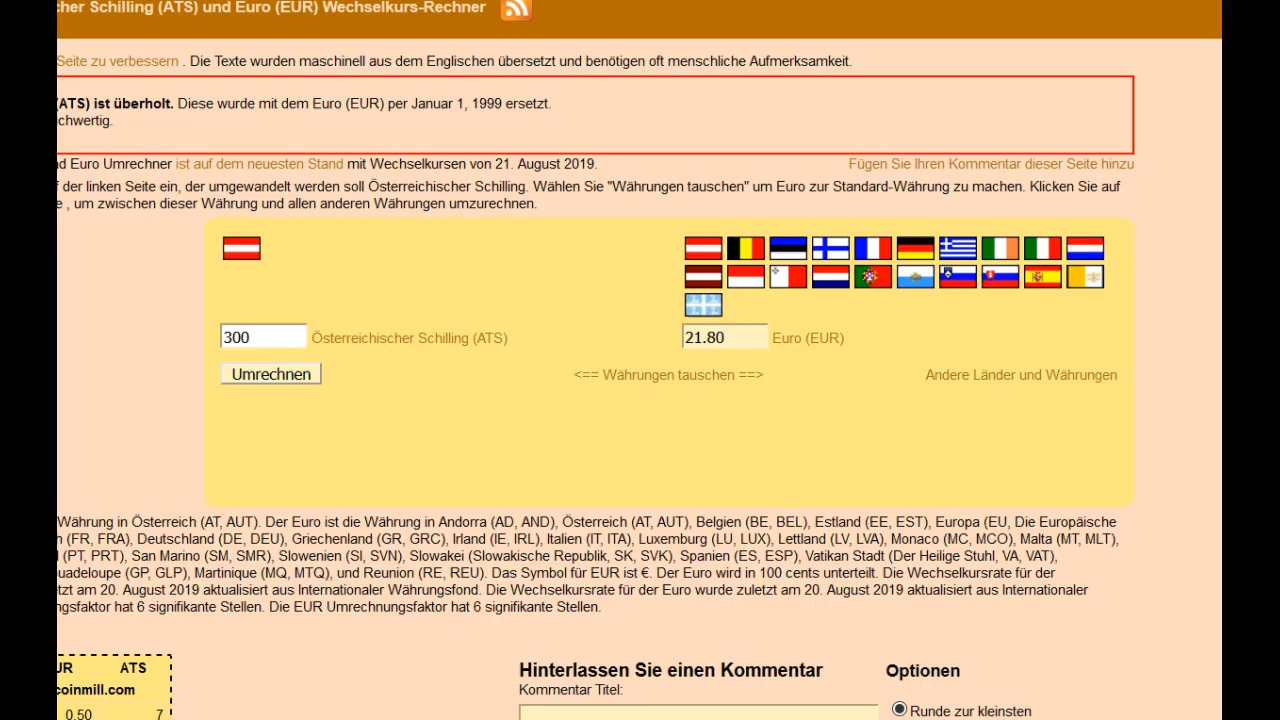 cher Schilling (ATS) und Euro (EUR) Wechselkurs-Rechner
Seite zu verbessern . Die Texte wurden maschinell aus dem Englischen übersetzt und benötigen oft menschliche Aufmerksamkeit.
(ATS) ist überholt. Diese wurde mit dem Euro (EUR) per Januar 1, 1999 ersetzt.
chwertig.
nd Euro Umrechner ist auf dem neuesten Stand mit Wechselkursen von 21. August 2019.
Fügen Sie Ihren Kommentar dieser Seite hinzu
f der linken Seite ein, der umgewandelt werden soll Österreichischer Schilling. Wählen Sie "Währungen tauschen" um Euro zur Standard-Währung zu machen. Klicken Sie auf
e , um zwischen dieser Währung und allen anderen Währungen umzurechnen.
300 Österreichischer Schilling (ATS)
21.80 Euro (EUR)
Umrechnen
<== Währungen tauschen ==>
Andere Länder und Währungen
Währung in Österreich (AT, AUT). Der Euro ist die Währung in Andorra (AD, AND), Österreich (AT, AUT), Belgien (BE, BEL), Estland (EE, EST), Europa (EU, Die Europäische
h (FR, FRA), Deutschland (DE, DEU), Griechenland (GR, GRC), Irland (IE, IRL), Italien (IT, ITA), Luxemburg (LU, LUX), Lettland (LV, LVA), Monaco (MC, MCO), Malta (MT, MLT),
l (PT, PRT), San Marino (SM, SMR), Slowenien (SI, SVN), Slowakei (Slowakische Republik, SK, SVK), Spanien (ES, ESP), Vatikan Stadt (Der Heilige Stuhl, VA, VAT),
uadeloupe (GP, GLP), Martinique (MQ, MTQ), und Reunion (RE, REU). Das Symbol für EUR ist €. Der Euro wird in 100 cents unterteilt. Die Wechselkursrate für der
tzt am 20. August 2019 aktualisiert aus Internationaler Währungsfond. Die Wechselkursrate für der Euro wurde zuletzt am 20. August 2019 aktualisiert aus Internationaler
ngsfaktor hat 6 signifikante Stellen. Die EUR Umrechnungsfaktor hat 6 signifikante Stellen.
UR ATS
coinmill.com
0.50 7
Hinterlassen Sie einen Kommentar
Kommentar Titel:
Optionen
Runde zur kleinsten